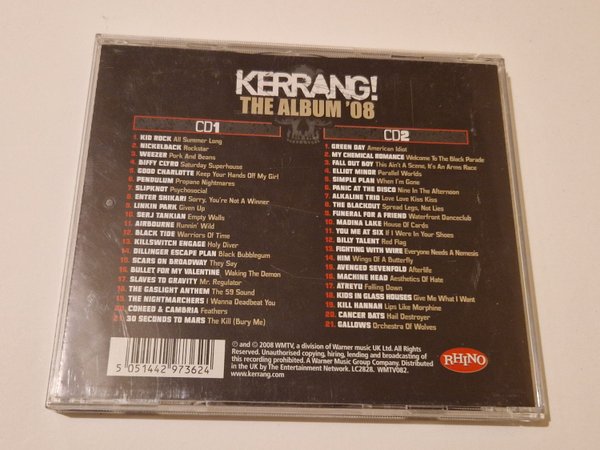 KERRANG!
THE ALBUM '08
CD1
1. KID ROCK All Summer Long
2. NICKELBACK Rockstar
3. WEEZER Pork And Beans
4. BIFFY CLYRO Saturday Superhouse
5. GOOD CHARLOTTE Keep Your Hands Off My Girl
6. PENDULUM Propane Nightmares
7. SLIPKNOT Psychosocial
8. ENTER SHIKARI Sorry, You're Not A Winner
9. LINKIN PARK Given Up
10. SERJ TANKIAN Empty Walls
11. AIRBOURNE Runnin' Wild
12. BLACK TIDE Warriors Of Time
13. KILLSWITCH ENGAGE Holy Diver
14. DILLINGER ESCAPE PLAN Black Bubblegum
15. SCARS ON BROADWAY They Say
16. BULLET FOR MY VALENTINE Waking The Demon
17. SLAVES TO GRAVITY Mr. Regulator
18. THE GASLIGHT ANTHEM The 59 Sound
19. THE NIGHTMARCHERS I Wanna Deadbeat You
20. COHEED & CAMBRIA Feathers
21. 30 SECONDS TO MARS The Kill (Bury Me)
CD2
1. GREEN DAY American Idiot
2. MY CHEMICAL ROMANCE Welcome To The Black Parade
3. FALL OUT BOY This Ain't A Scene, It's An Arms Race
4. ELLIOT MINOR Parallel Worlds
5. SIMPLE PLAN When I'm Gone
6. PANIC AT THE DISCO Nine In The Afternoon
7. ALKALINE TRIO Love Love Kiss Kiss
8. THE BLACKOUT Spread Legs, Not Lies
9. FUNERAL FOR A FRIEND Waterfront Danceclub
10. MADINA LAKE House Of Cards
11. YOU ME AT SIX If I Were In Your Shoes
12. BILLY TALENT Red Flag
13. FIGHTING WITH WIRE Everyone Needs A Nemesis
14. HIM Wings Of A Butterfly
15. AVENGED SEVENFOLD Afterlife
16. MACHINE HEAD Aesthetics Of Hate
17. ATREYU Falling Down
18. KIDS IN GLASS HOUSES Give Me What I Want
19. KILL HANNAH Lips Like Morphine
20. CANCER BATS Hail Destroyer
21. GALLOWS Orchestra Of Wolves
5 051442 973624
℗ and © 2008 WMTV, a division of Warner music UK Ltd. All Rights
Reserved. Unauthorised copying, hiring, lending and broadcasting of
this recording prohibited. A Warner Music Group Company. Distributed
in the UK by The Entertainment Network. LC2828. WMTV082.
www.kerrang.com
RHINO